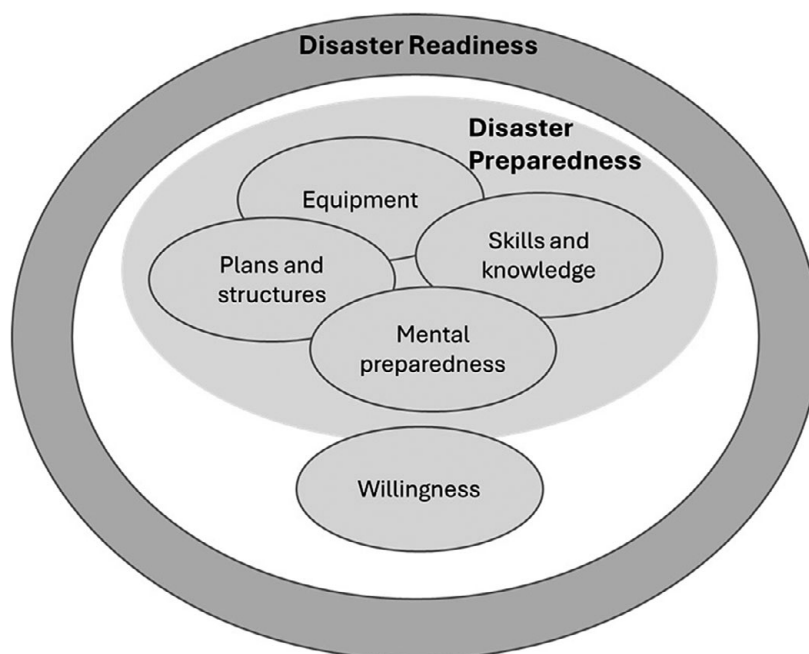 Disaster Readiness
Disaster
Preparedness
Equipment
Skills and
knowledge
Plans and
structures
Mental
preparedness
Willingness